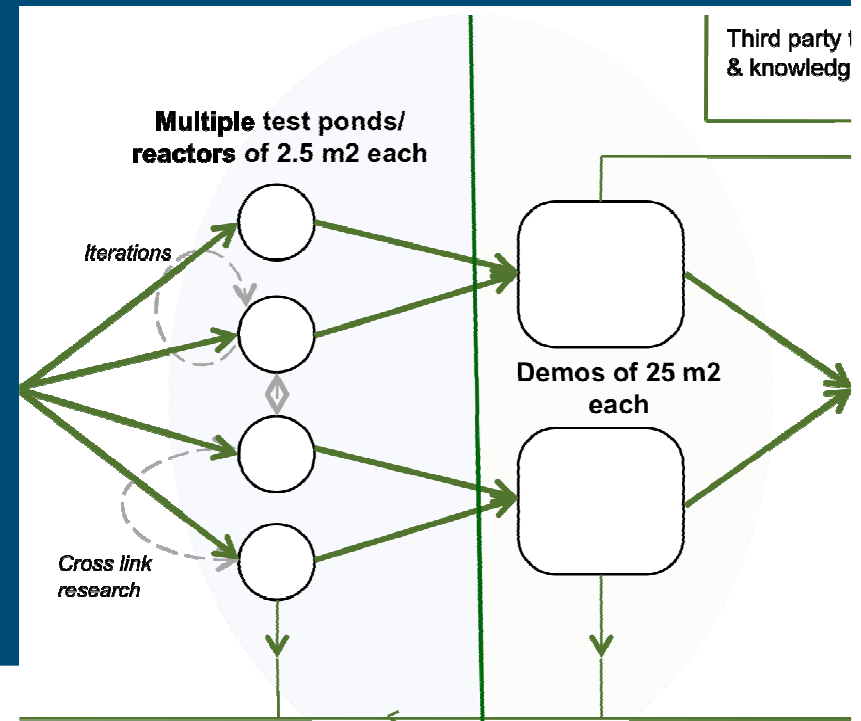 Third party
& knowledg
Multiple test ponds/
reactors of 2.5 m2 each
Iterations
Demos of 25 m2
each
Cross link
research